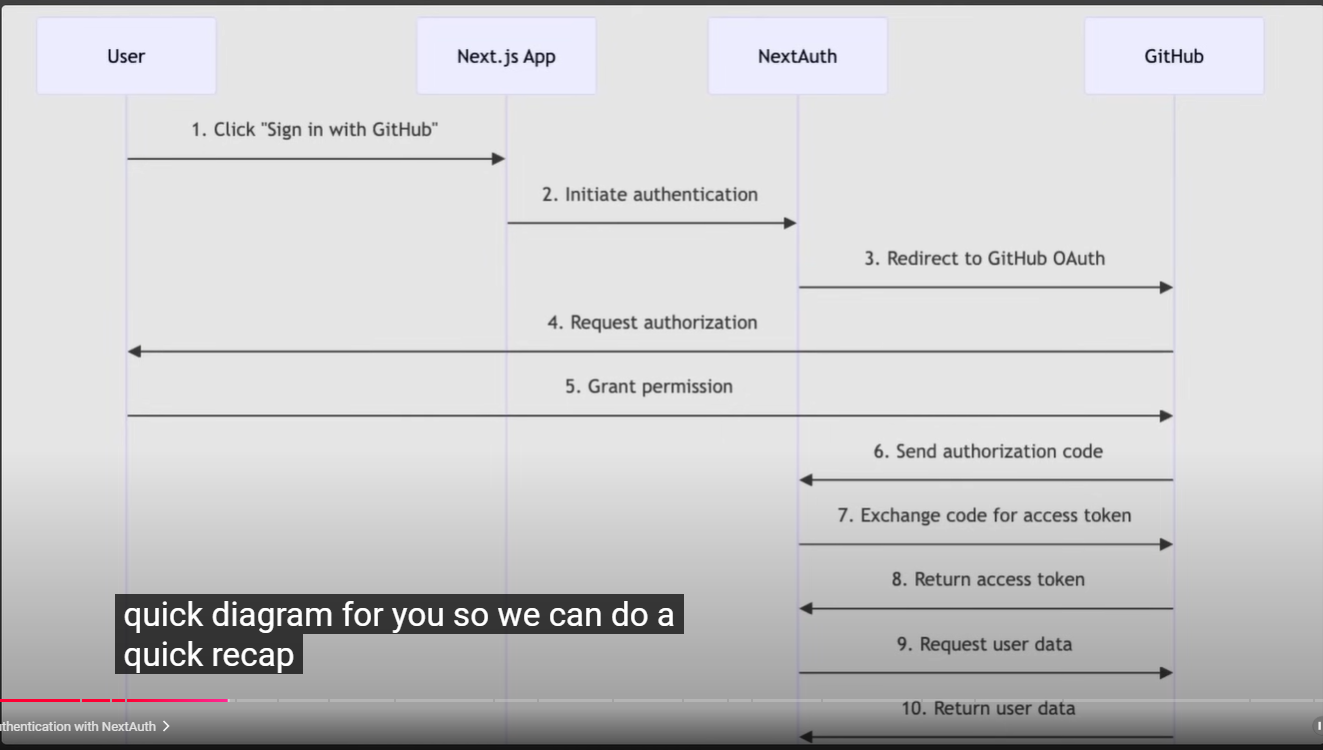 User
Next.js App
NextAuth
GitHub
1. Click "Sign in with GitHub"
2. Initiate authentication
3. Redirect to GitHub OAuth
4. Request authorization
5. Grant permission
6. Send authorization code
7. Exchange code for access token
8. Return access token
quick diagram for you so we can do a
9. Request user data
quick recap
10. Return user data
uthentication with NextAuth